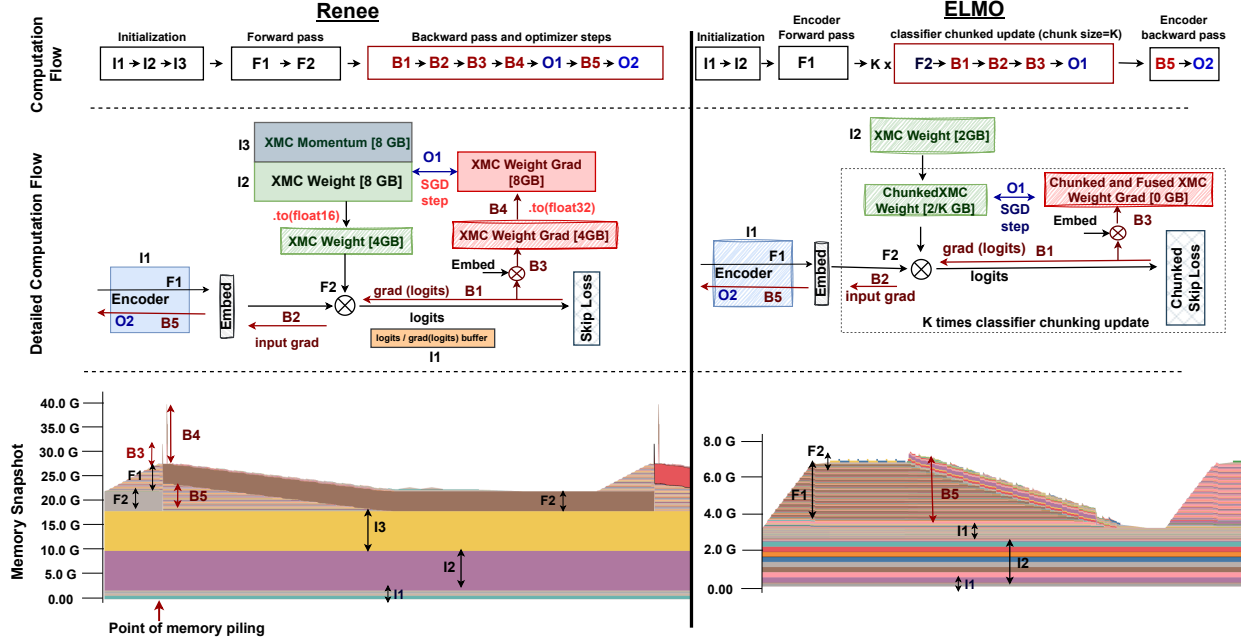 Renee
ELMO
Computation Flow
Initialization
I1 → I2 → I3
Forward pass
F1 → F2
Backward pass and optimizer steps
B1 → B2 → B3 → B4 → O1 → B5 → O2
Initialization
I1 → I2
Encoder
Forward pass
F1
K x
classifier chunked update (chunk size=K)
F2 → B1 → B2 → B3 → O1
Encoder
backward pass
B5 → O2
Detailed Computation Flow
I3
XMC Momentum [8 GB]
I2
XMC Weight [8 GB]
O1
SGD
step
XMC Weight Grad
[8GB]
.to(float16)
B4
.to(float32)
XMC Weight [4GB]
XMC Weight Grad [4GB]
Embed
B3
I1
F1
Encoder
O2
B5
Embed
F2
B2
input grad
grad (logits)
B1
logits
Skip Loss
logits / grad(logits) buffer
I1
I2
XMC Weight [2GB]
ChunkedXMC
Weight [2/K GB]
O1
SGD
step
Chunked and Fused XMC
Weight Grad [0 GB]
Embed
B3
I1
F1
Encoder
O2
B5
Embed
F2
B2
input grad
grad (logits)
B1
logits
Chunked
Skip Loss
K times classifier chunking update
Memory Snapshot
40.0 G
35.0 G
30.0 G
25.0 G
20.0 G
15.0 G
10.0 G
5.0 G
0.00
B4
B3
F1
F2
B5
F2
I3
I2
I1
Point of memory piling
8.0 G
6.0 G
4.0 G
2.0 G
0.00
F2
F1
B5
I1
I2
I1